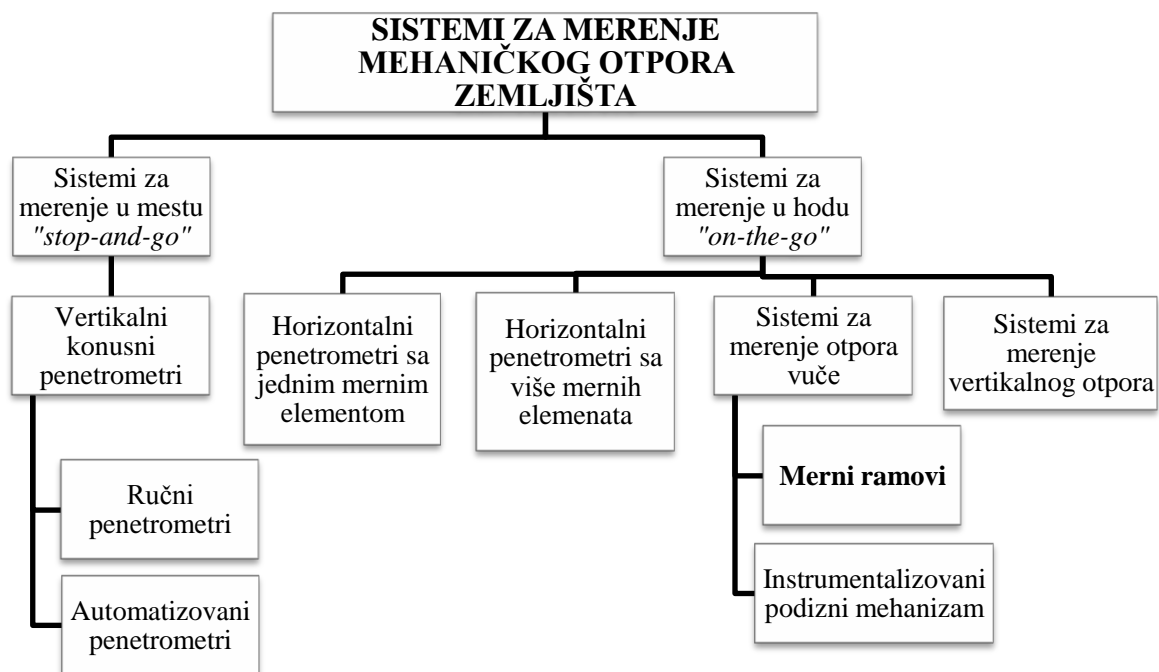 SISTEMI ZA MERENJE
MEHANIČKOG OTPORA
ZEMLJIŠTA
Sistemi za
merenje u mestu
"stop-and-go"
Sistemi za
merenje u hodu
"on-the-go"
Vertikalni
konusni
penetrometri
Horizontalni
penetrometri sa
jednim mernim
elementom
Horizontalni
penetrometri sa
više mernih
elemenata
Sistemi za
merenje otpora
vuče
Sistemi za
merenje
vertikalnog otpora
Ručni
penetrometri
Automatizovani
penetrometri
Merni ramovi
Instrumentalizovani
podizni mehanizam